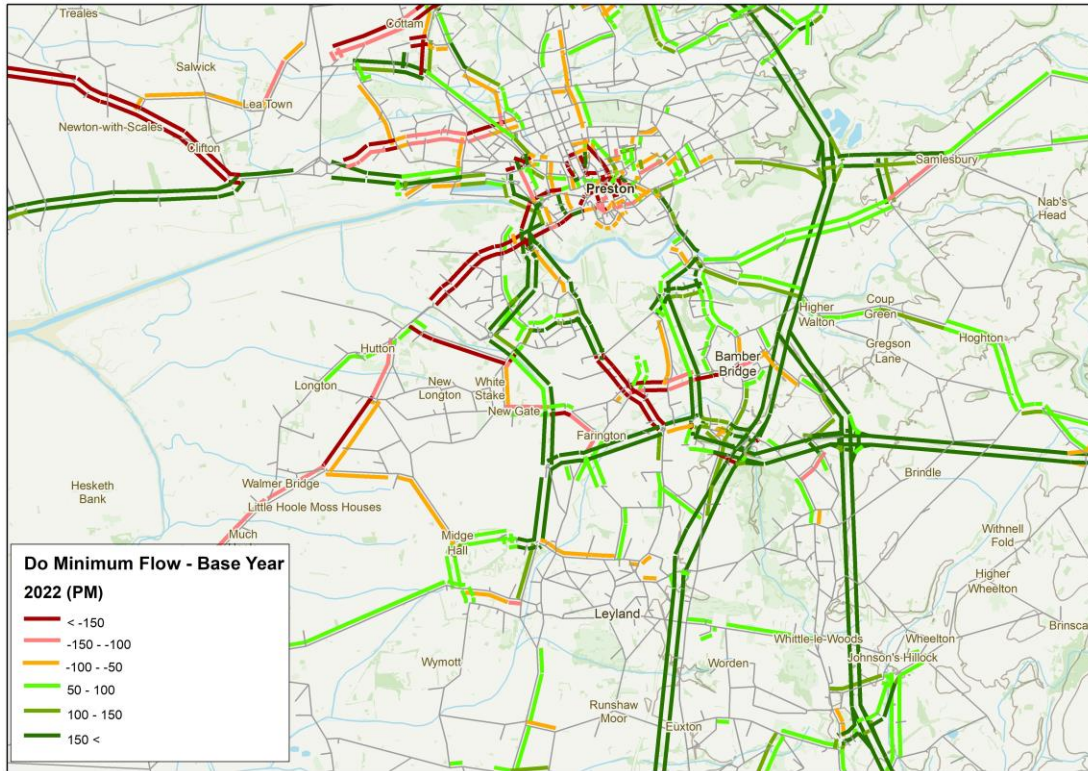 Treales
Cottam
Salwick
Lea Town
Newton-with-Scales
Clifton
Samlesbury
Preston
Nab's
Head
Higher
Walton
Coup
Green
Gregson
Lane
Hoghton
Hutton
Bamber
Bridge
Longton
New
Longton
White
Stake
New Gate
Farington
Walmer Bridge
Little Hoole Moss Houses
Hesketh
Bank
Much
Brindle
Midge
Hall
Withnell
Fold
Higher
Wheelton
Leyland
Brinsca
Whittle-le-Woods
Wheelton
Johnson's Hillock
Wymott
Worden
Runshaw
Moor
Euxton
Do Minimum Flow - Base Year
2022 (PM)
< -150
-150 - -100
-100 - -50
50 - 100
100 - 150
150 <